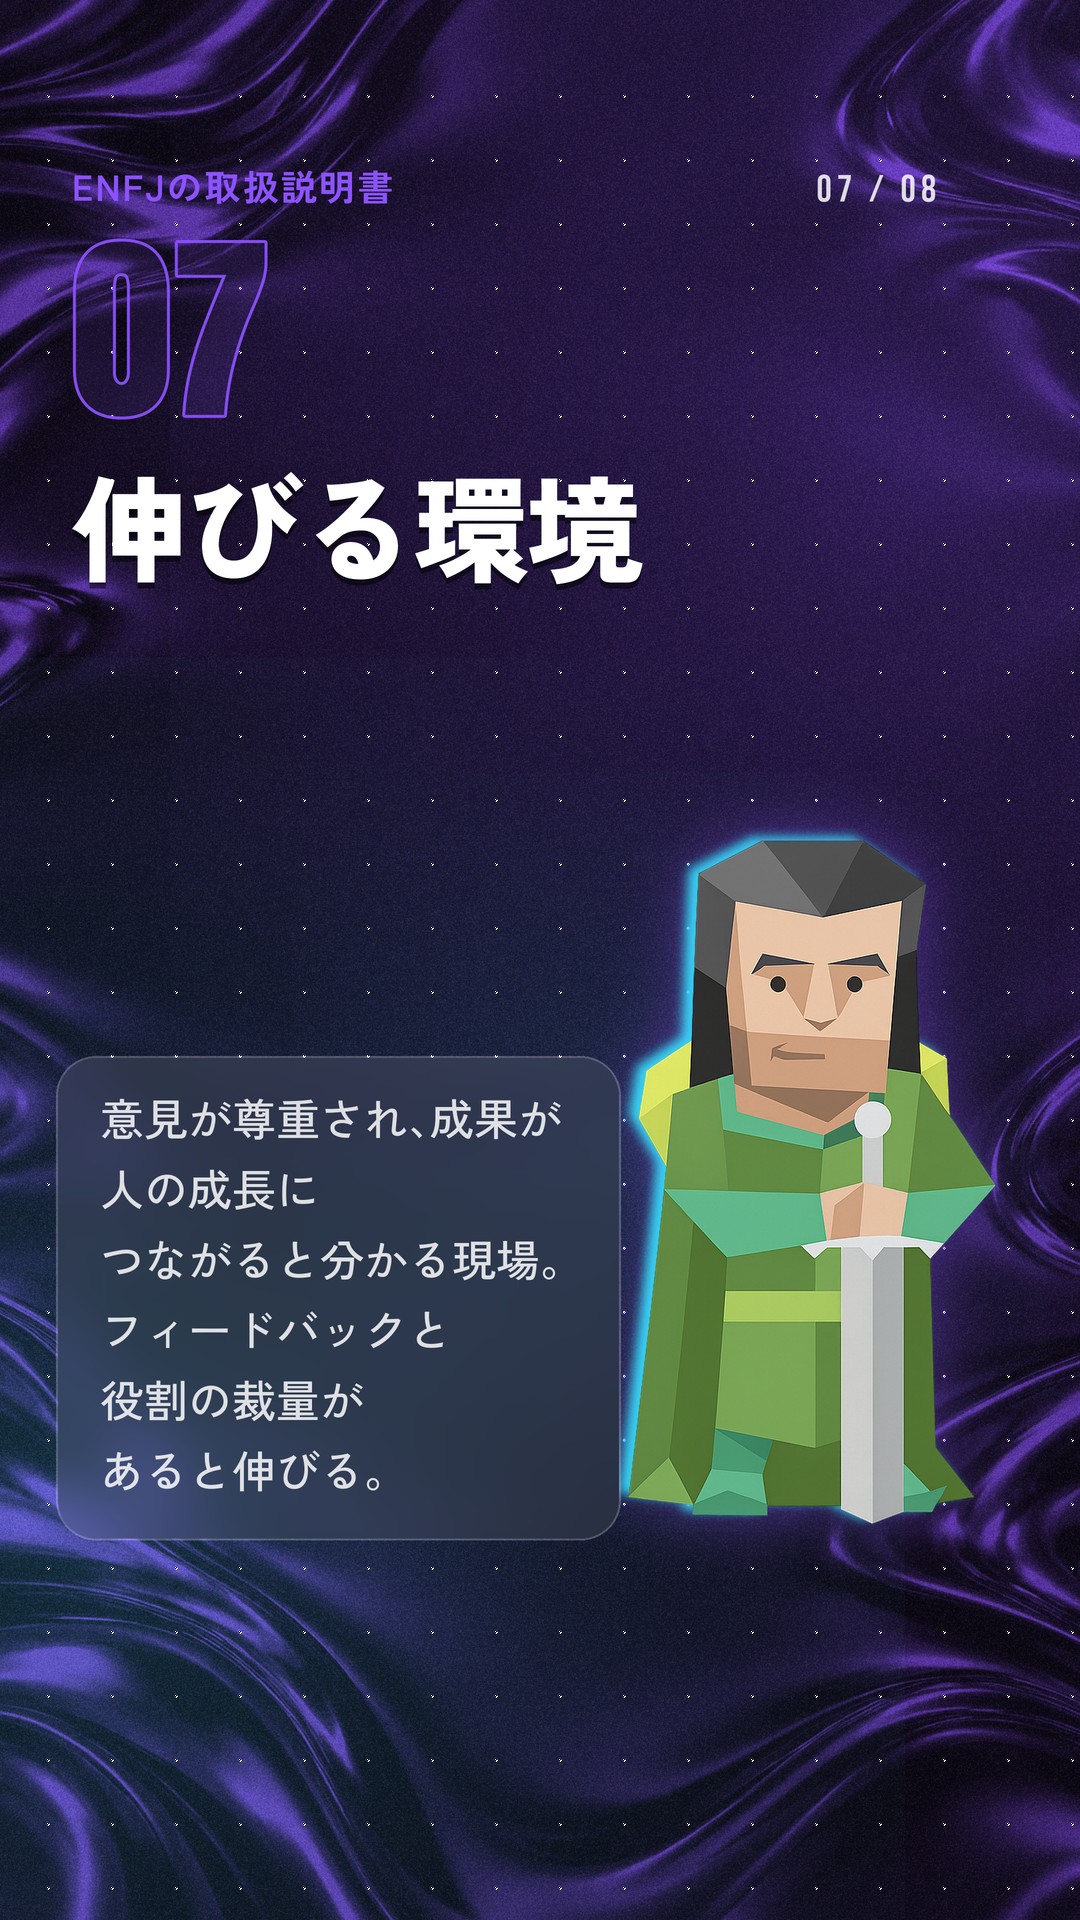 ENFJの取扱説明書
07 / 08
07
伸びる環境
意見が尊重され、成果が
人の成長に
つながると分かる現場。
フィードバックと
役割の裁量が
あると伸びる。